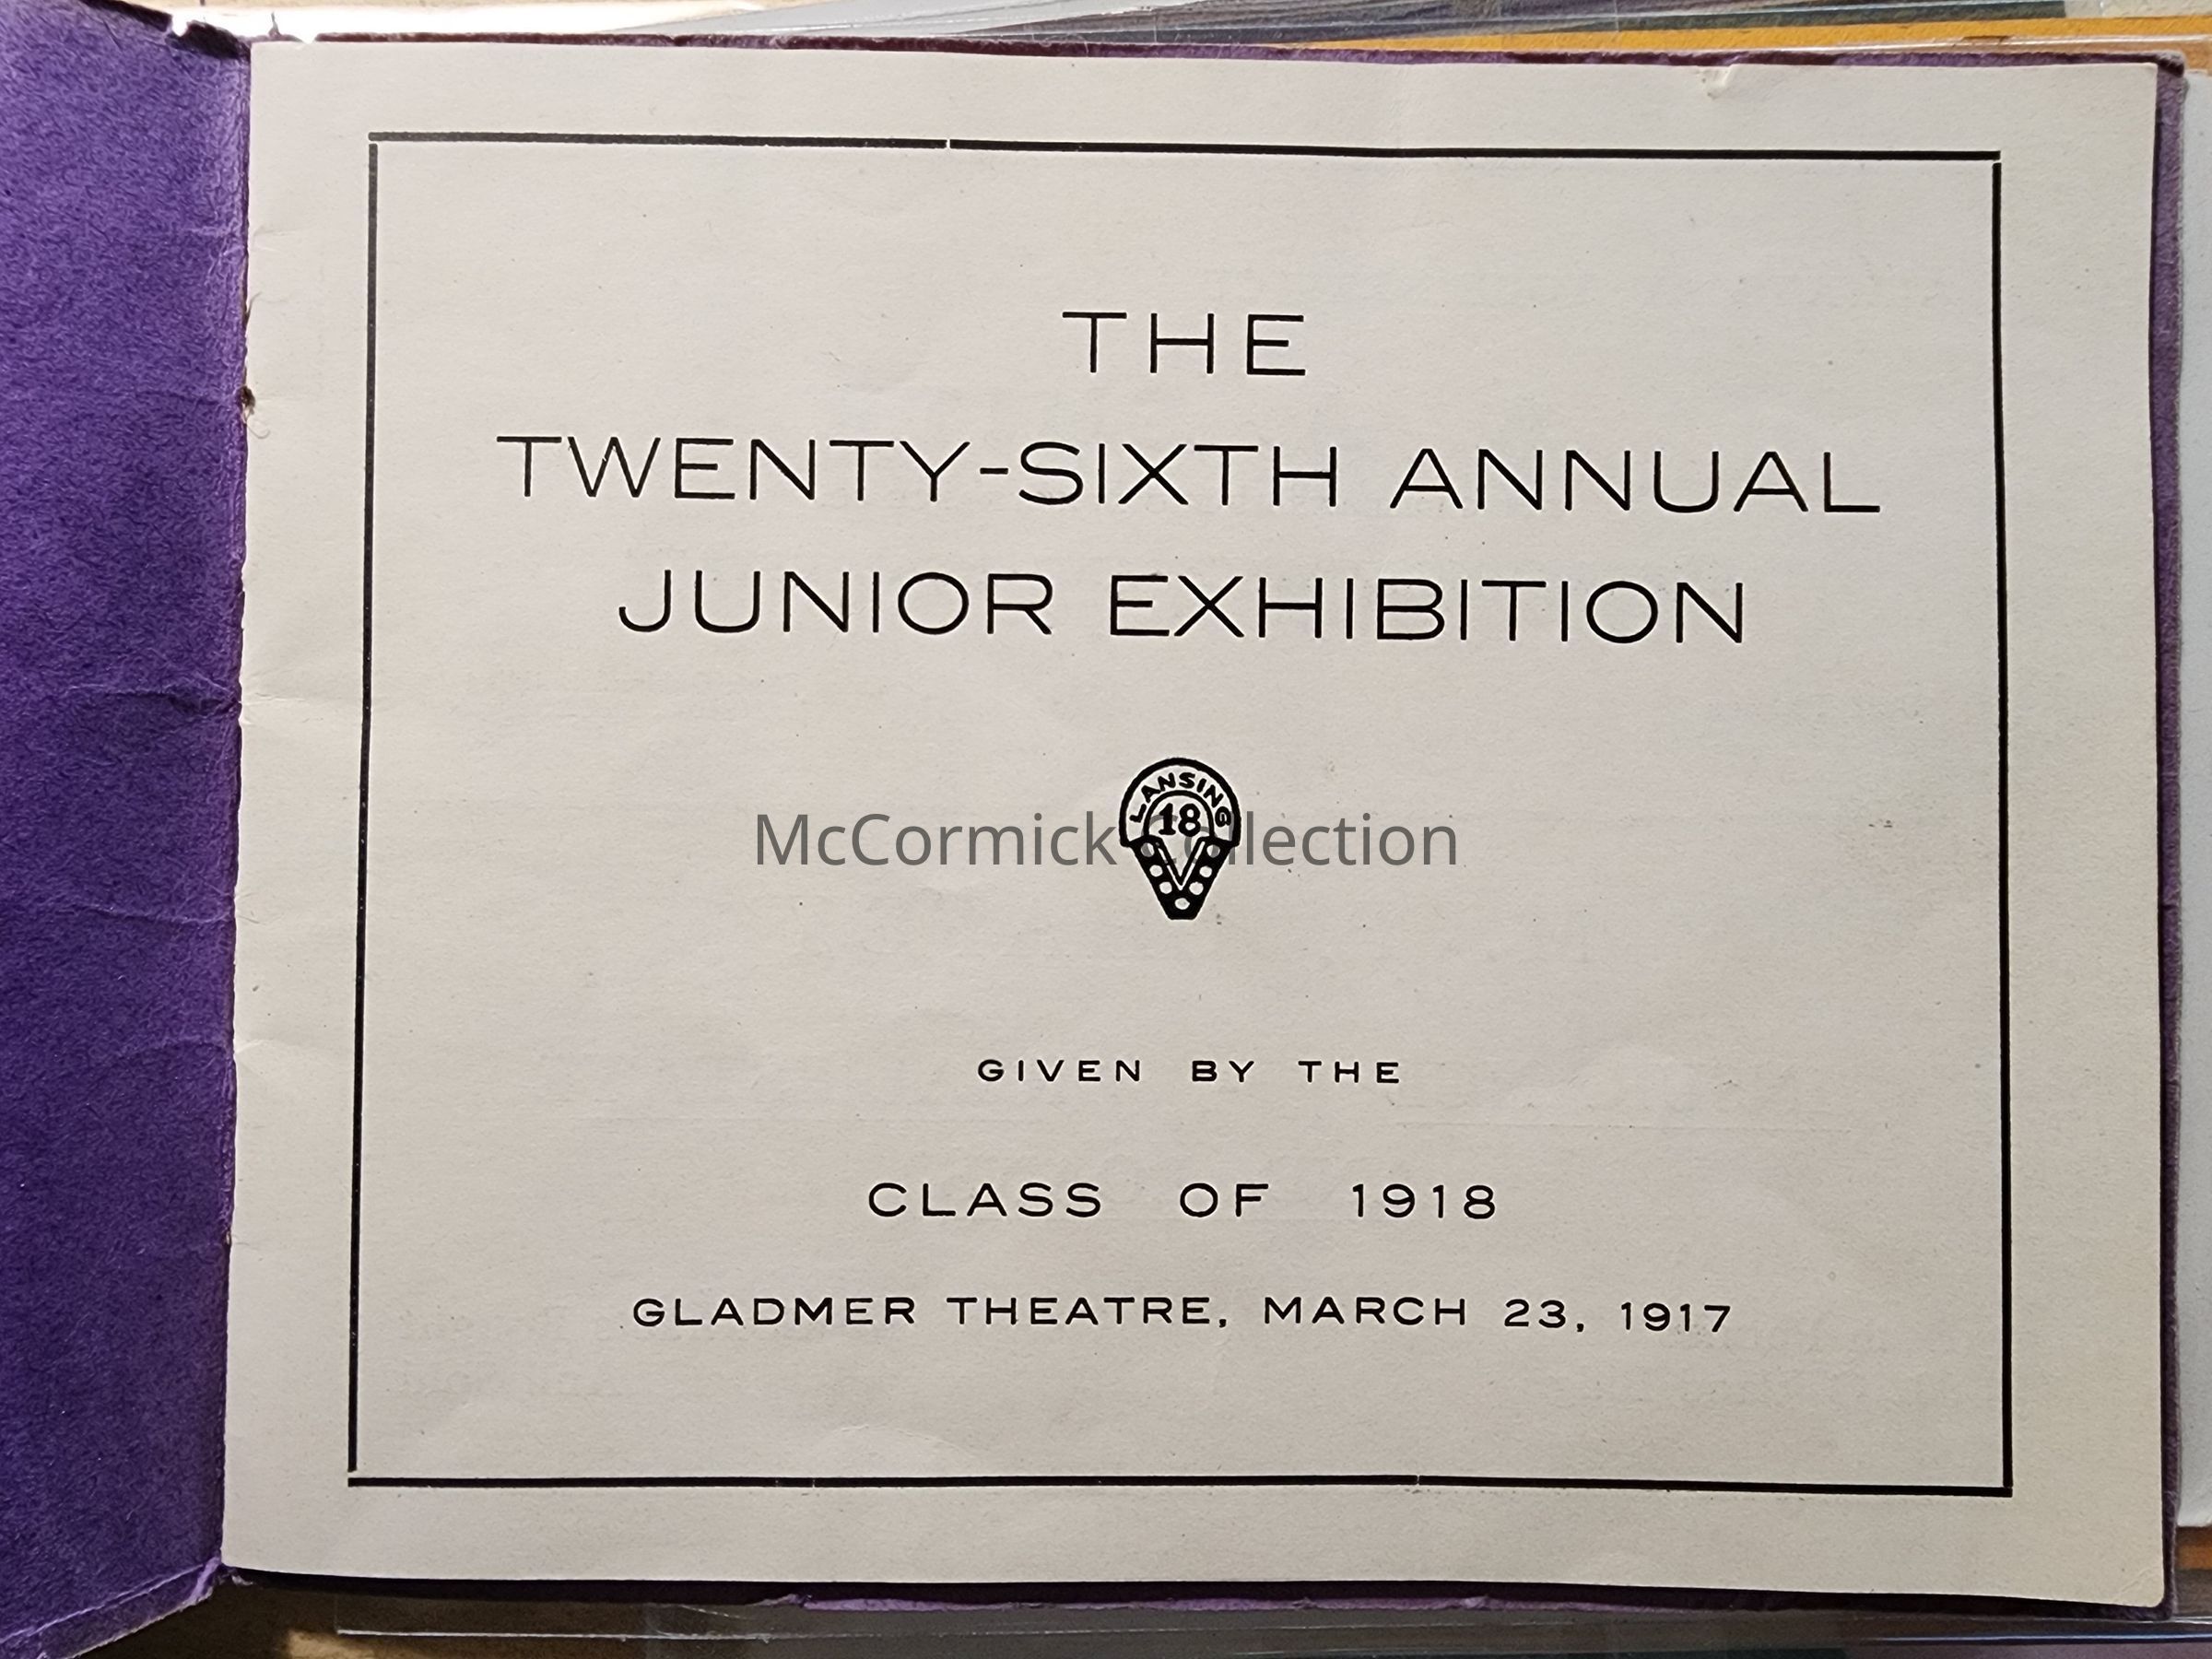 THE
TWENTY-SIXTH ANNUAL
JUNIOR EXHIBITION
LANSING
18
McCormick Collection
GIVEN BY THE
CLASS OF 1918
GLADMER THEATRE, MARCH 23, 1917